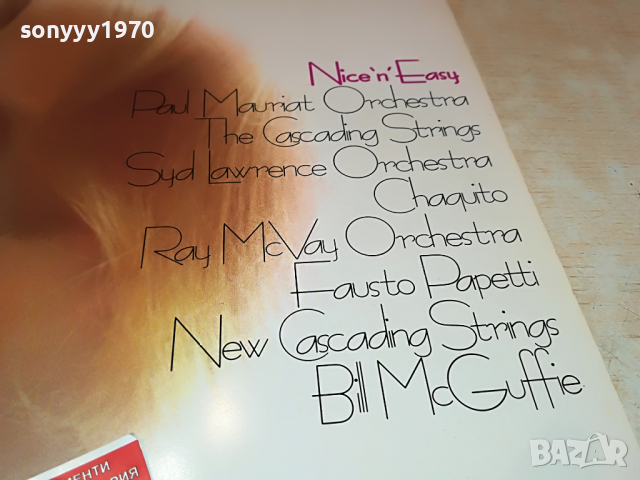 sonyyy1970
Nice 'n' Easy
Paul Mauriat Orchestra
The Cascading Strings
Syd Lawrence Orchestra
Chaquito
Ray McVay Orchestra
Fausto Papetti
New Cascading Strings
Bill McGuffie
BAZAR